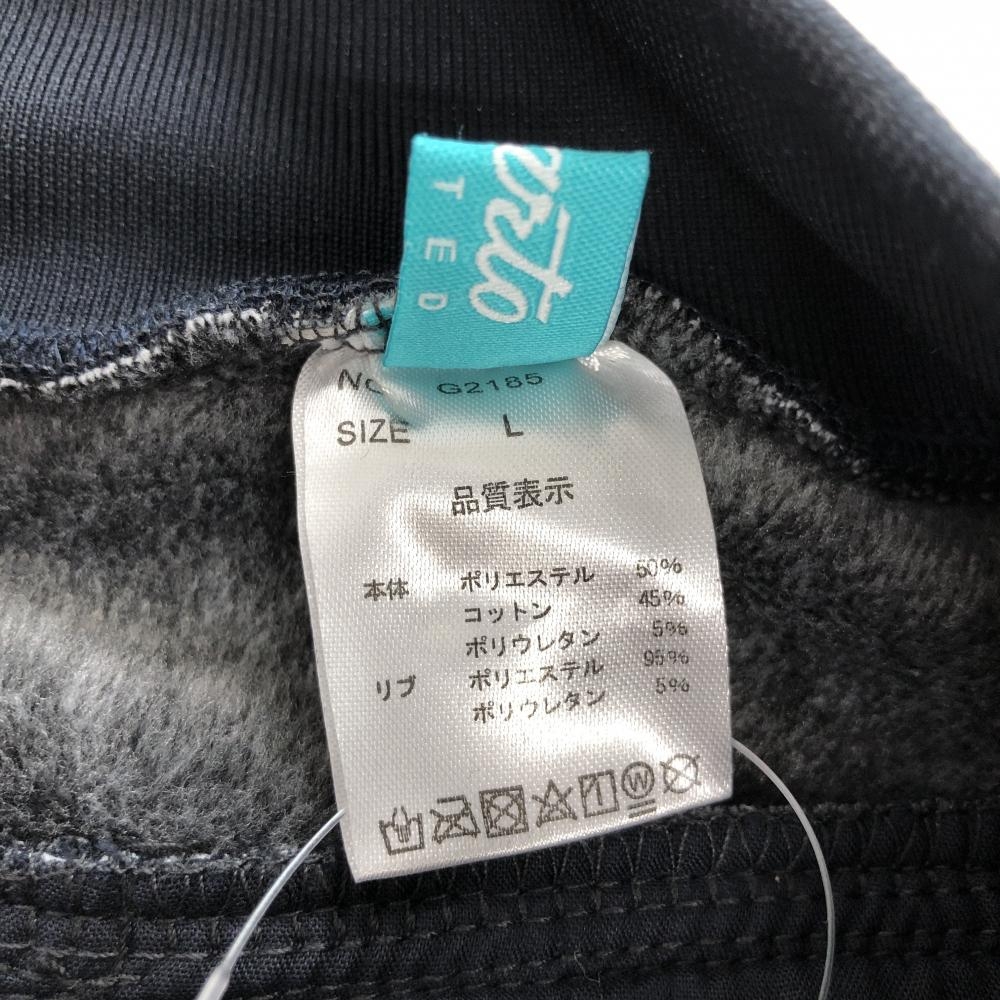 erto
TED
No G2185
SIZE L
品質表示
本体 ポリエステル 50%
コットン 45%
ポリウレタン 5%
リブ ポリエステル 95%
ポリウレタン 5%
W